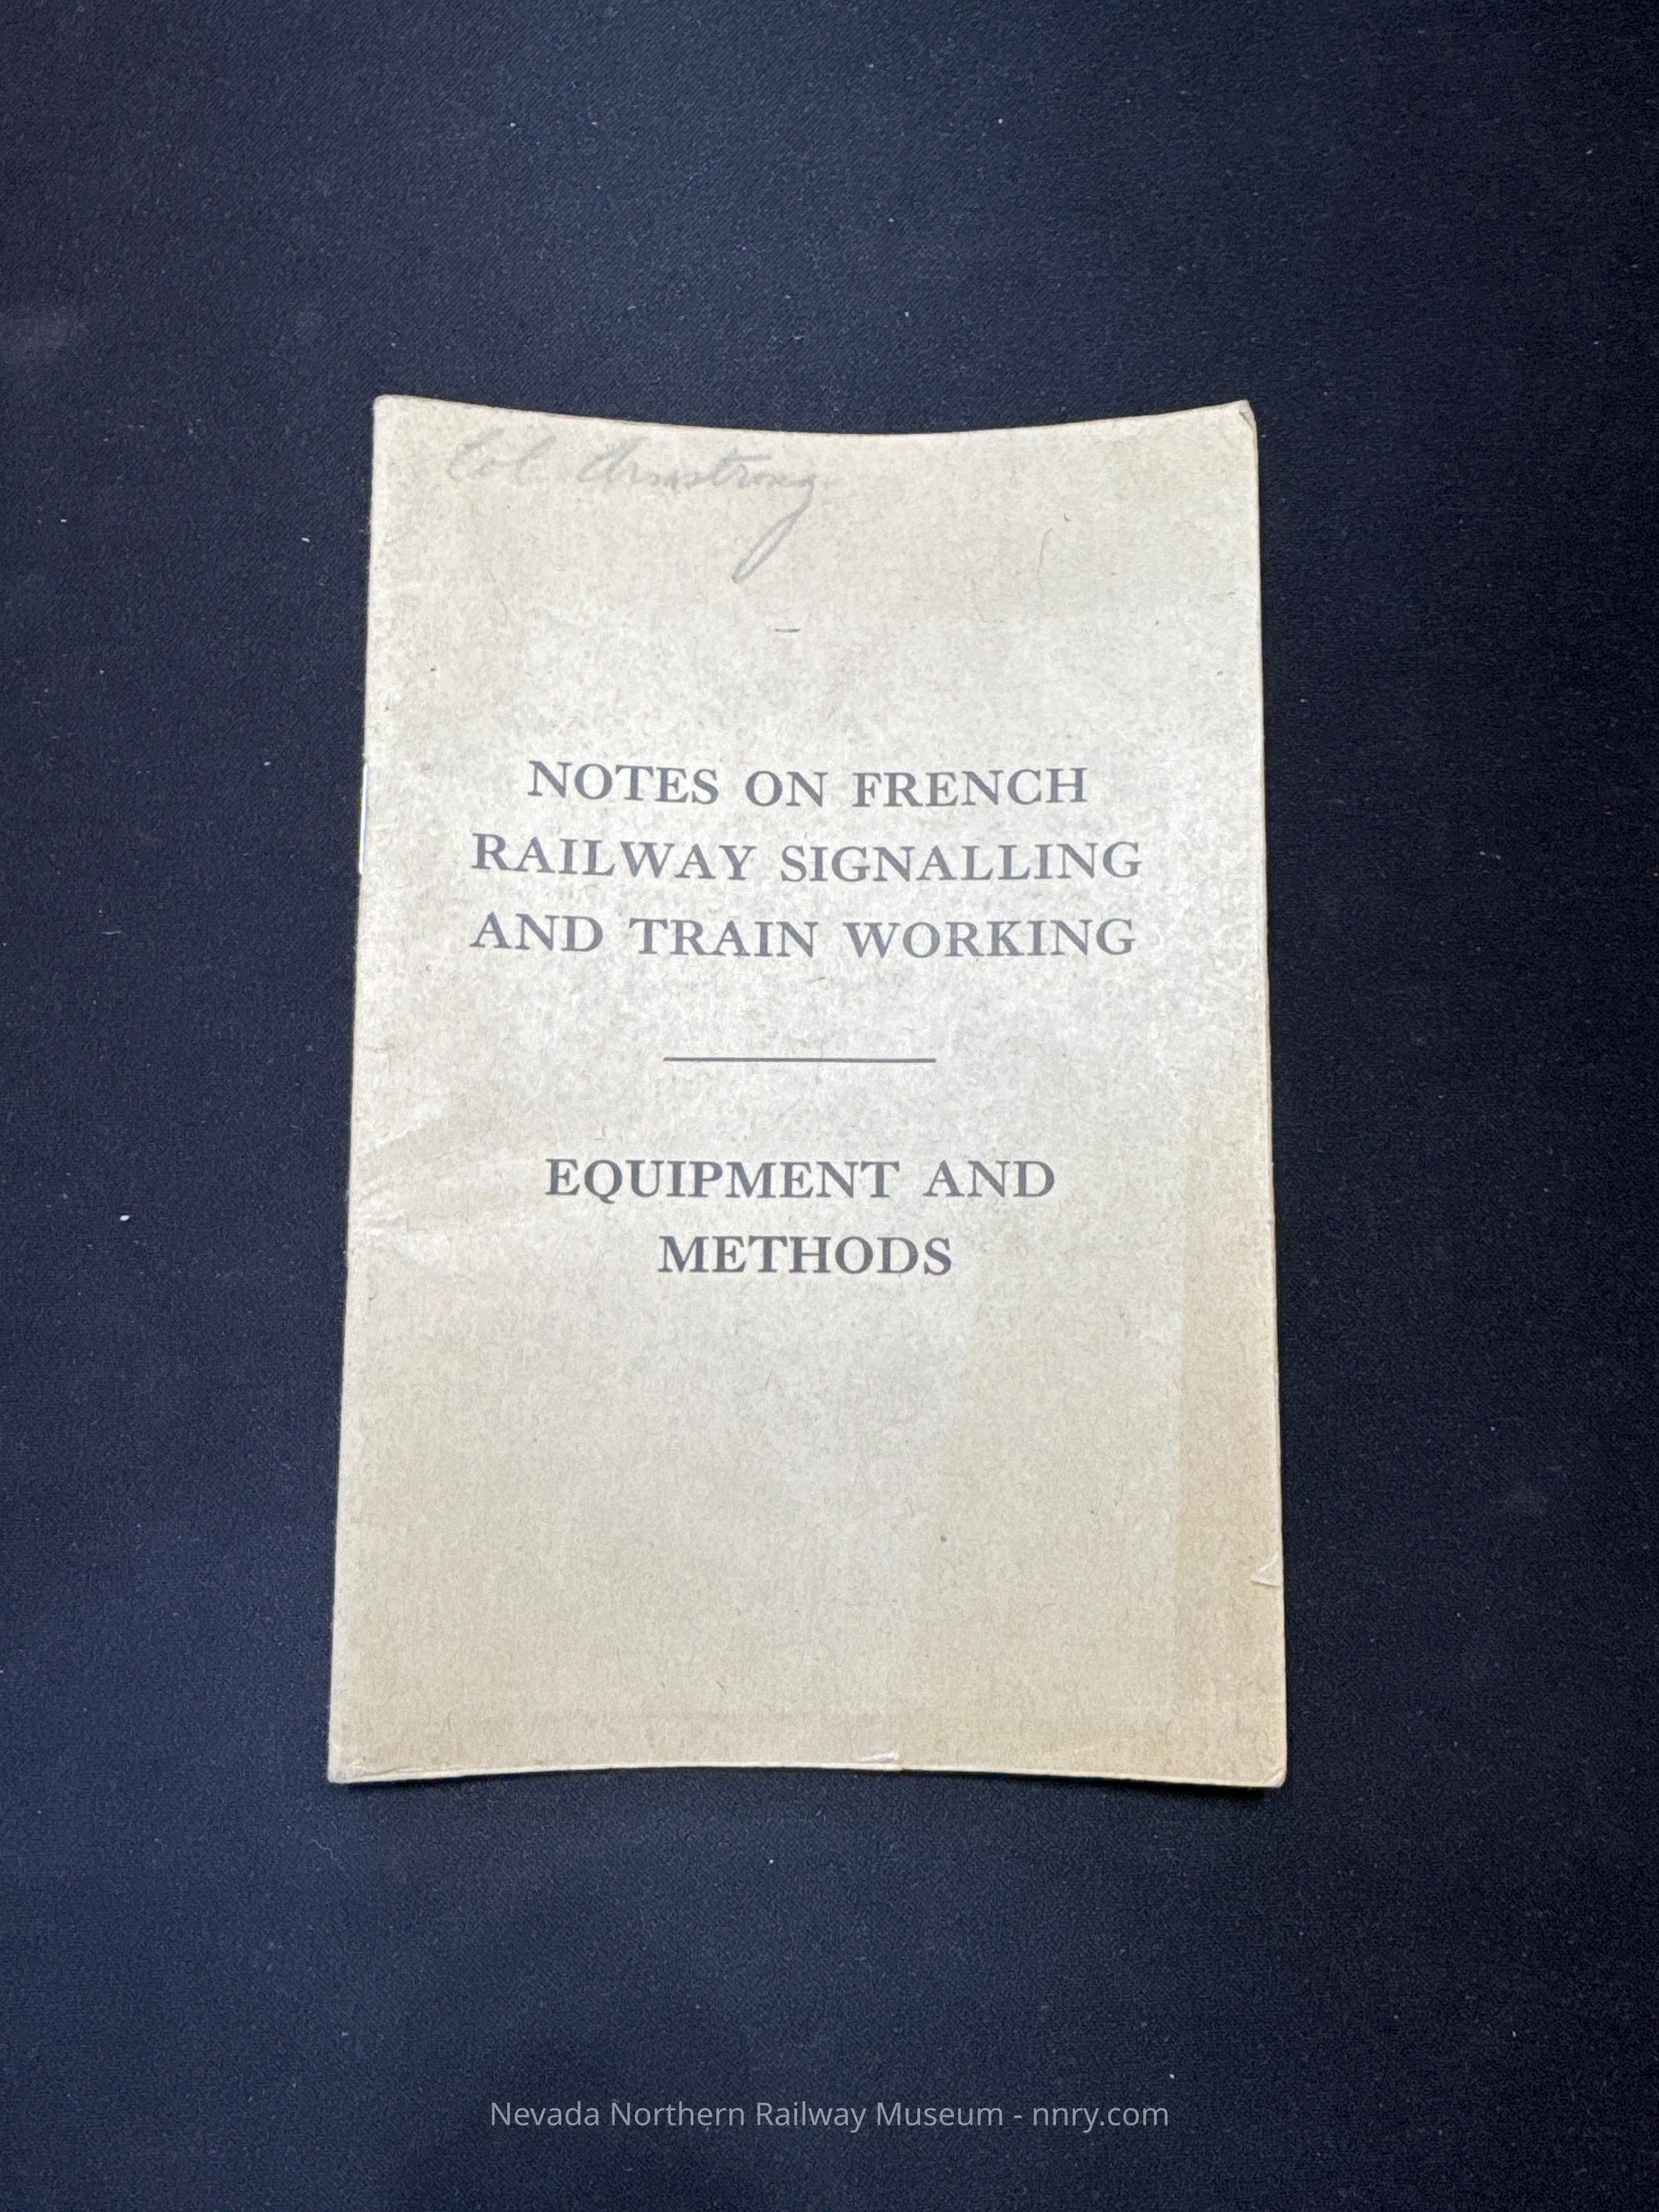 Col. Armstrong
NOTES ON FRENCH
RAILWAY SIGNALLING
AND TRAIN WORKING
EQUIPMENT AND
METHODS
Nevada Northern Railway Museum - nnry.com